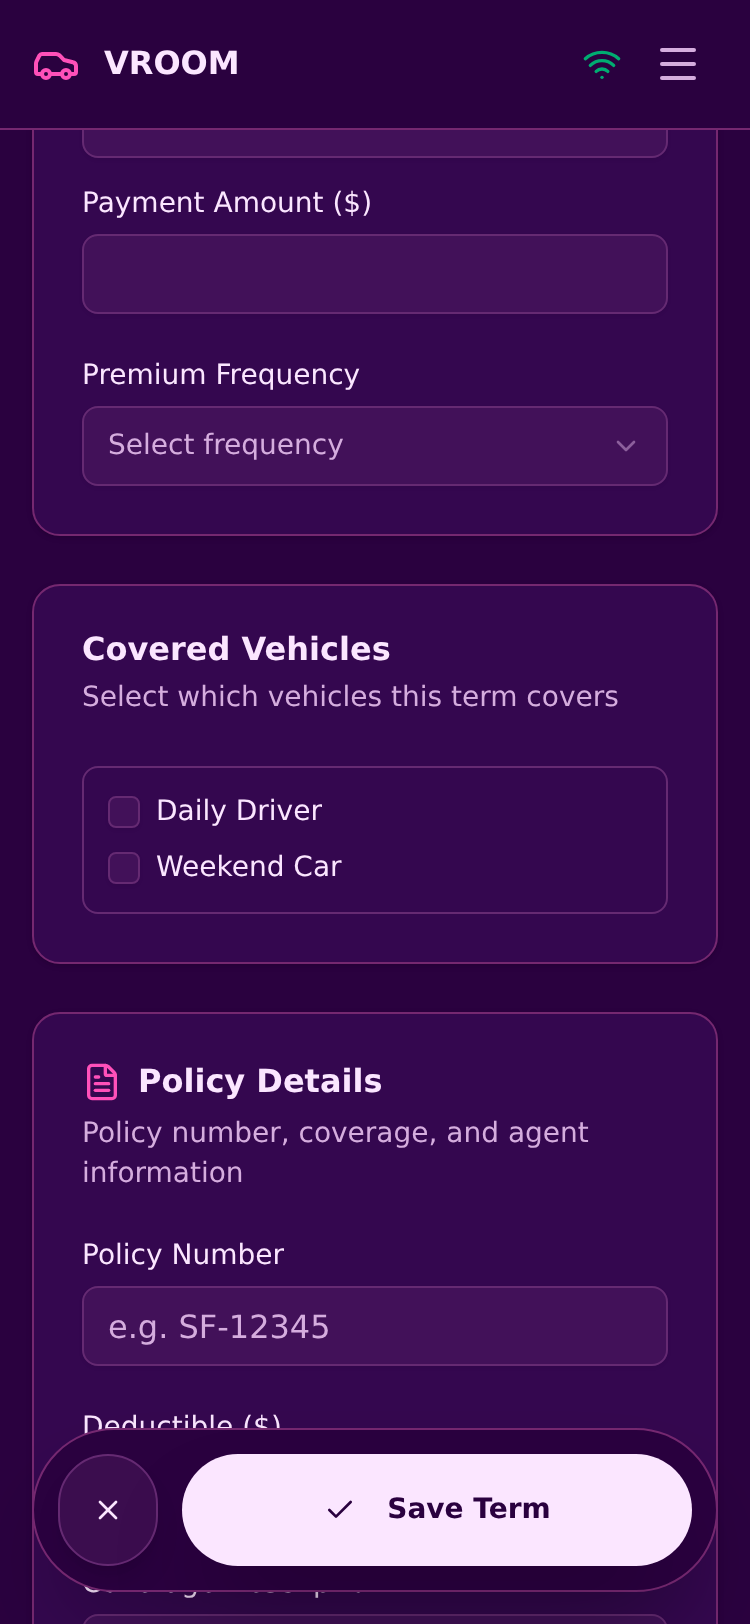 VROOM
Payment Amount ($)
Premium Frequency
Select frequency
Covered Vehicles
Select which vehicles this term covers
Daily Driver
Weekend Car
Policy Details
Policy number, coverage, and agent
information
Policy Number
e.g. SF-12345
Deductible ($)
Save Term